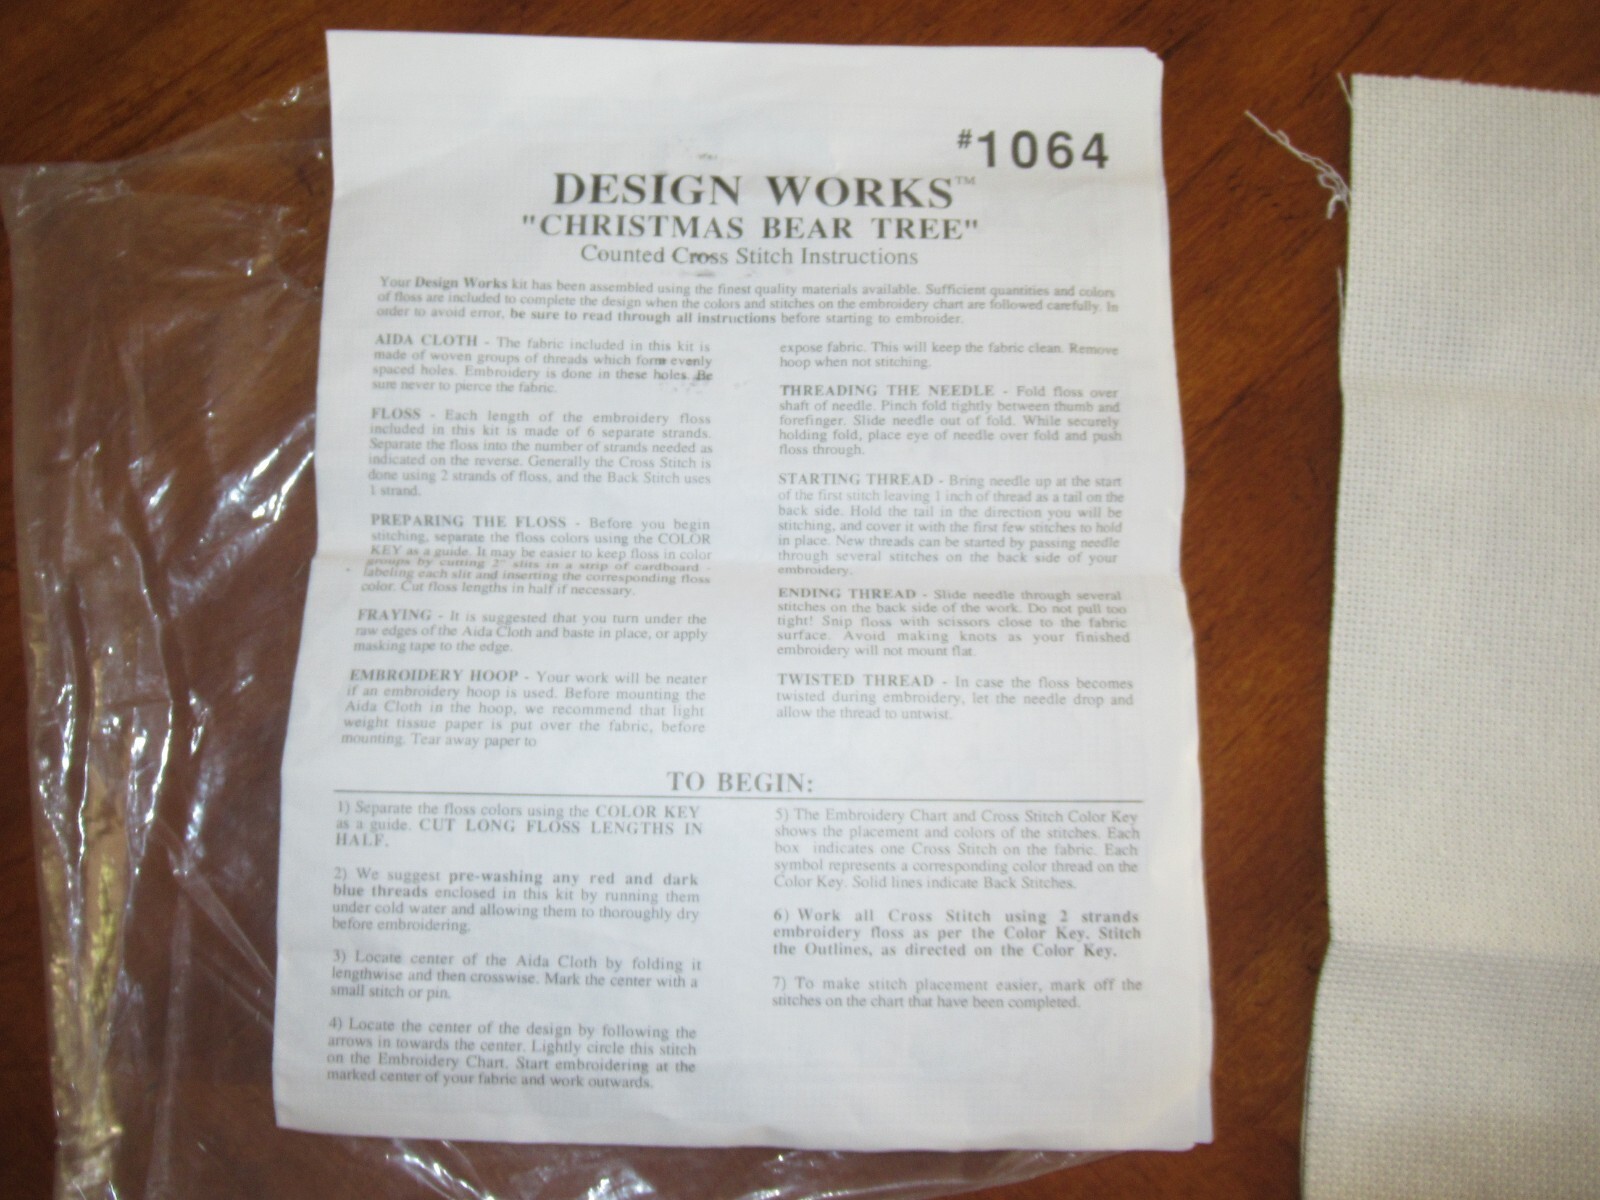 #1064
DESIGN WORKS™
"CHRISTMAS BEAR TREE"
Counted Cross Stitch Instructions
Your Design Works kit has been assembled using the finest quality materials available. Sufficient quantities and colors
of floss are included to complete the design when the colors and stitches on the embroidery chart are followed carefully. In
order to avoid error, be sure to read through all instructions before starting to embroider.
AIDA CLOTH - The fabric included in this kit is
made of woven groups of threads which form evenly
spaced holes. Embroidery is done in these holes. Be
sure never to pierce the fabric.
FLOSS - Each length of the embroidery floss
included in this kit is made of 6 separate strands.
Separate the floss into the number of strands needed as
indicated on the reverse. Generally the Cross Stitch is
done using 2 strands of floss, and the Back Stitch uses
1 strand.
PREPARING THE FLOSS - Before you begin
stitching, separate the floss colors using the COLOR
KEY as a guide. It may be easier to keep floss in color
groups by cutting 2" slits in a strip of cardboard -
labeling each slit and inserting the corresponding floss
color. Cut floss lengths in half if necessary.
FRAYING - It is suggested that you turn under the
raw edges of the Aida Cloth and baste in place, or apply
masking tape to the edge.
EMBROIDERY HOOP - Your work will be neater
if an embroidery hoop is used. Before mounting the
Aida Cloth in the hoop, we recommend that light
weight tissue paper is put over the fabric, before
mounting. Tear away paper to
expose fabric. This will keep the fabric clean. Remove
hoop when not stitching.
THREADING THE NEEDLE - Fold floss over
shaft of needle. Pinch fold tightly between thumb and
forefinger. Slide needle out of fold. While securely
holding fold, place eye of needle over fold and push
floss through.
STARTING THREAD - Bring needle up at the start
of the first stitch leaving 1 inch of thread as a tail on the
back side. Hold the tail in the direction you will be
stitching, and cover it with the first few stitches to hold
in place. New threads can be started by passing needle
through several stitches on the back side of your
embroidery.
ENDING THREAD - Slide needle through several
stitches on the back side of the work. Do not pull too
tight! Snip floss with scissors close to the fabric
surface. Avoid making knots as your finished
embroidery will not mount flat.
TWISTED THREAD - In case the floss becomes
twisted during embroidery, let the needle drop and
allow the thread to untwist.
TO BEGIN:
1) Separate the floss colors using the COLOR KEY
as a guide. CUT LONG FLOSS LENGTHS IN
HALF.
2) We suggest pre-washing any red and dark
blue threads enclosed in this kit by running them
under cold water and allowing them to thoroughly dry
before embroidering.
3) Locate center of the Aida Cloth by folding it
lengthwise and then crosswise. Mark the center with a
small stitch or pin.
4) Locate the center of the design by following the
arrows in towards the center. Lightly circle this stitch
on the Embroidery Chart. Start embroidering at the
marked center of your fabric and work outwards.
5) The Embroidery Chart and Cross Stitch Color Key
shows the placement and colors of the stitches. Each
box indicates one Cross Stitch on the fabric. Each
symbol represents a corresponding color thread on the
Color Key. Solid lines indicate Back Stitches.
6) Work all Cross Stitch using 2 strands
embroidery floss as per the Color Key. Stitch
the Outlines, as directed on the Color Key.
7) To make stitch placement easier, mark off the
stitches on the chart that have been completed.